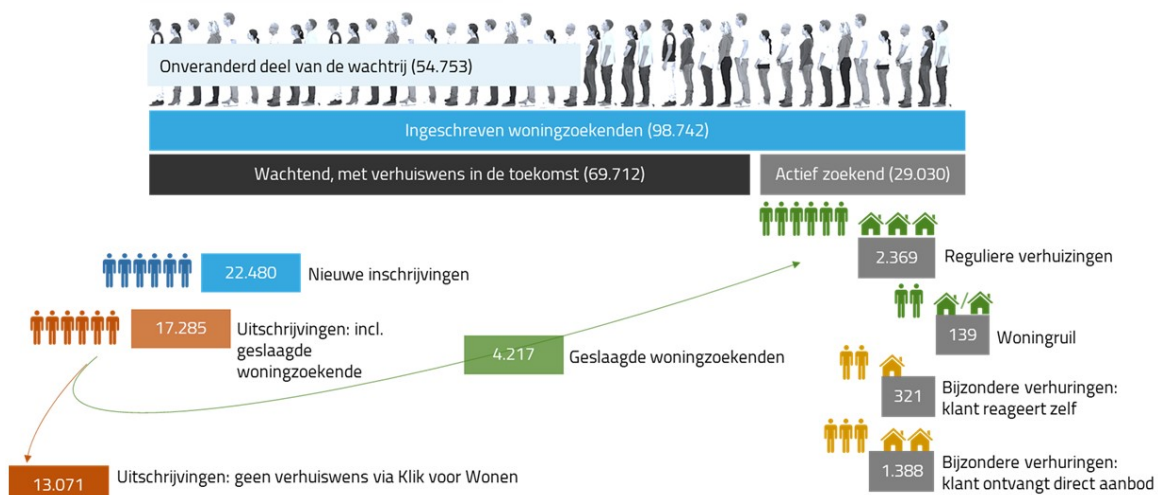 Onveranderd deel van de wachtrij (54.753)
Ingeschreven woningzoekenden (98.742)
Wachtend, met verhuiswens in de toekomst (69.712)
Actief zoekend (29.030)
22.480
Nieuwe inschrijvingen
2.369
Reguliere verhuizingen
17.285
Uitschrijvingen: incl.
geslaagde
woningzoekende
4.217
Geslaagde woningzoekenden
139
Woningruil
321
Bijzondere verhuringen:
klant reageert zelf
13.071
Uitschrijvingen: geen verhuiswens via Klik voor Wonen
1.388
Bijzondere verhuringen:
klant ontvangt direct aanbod